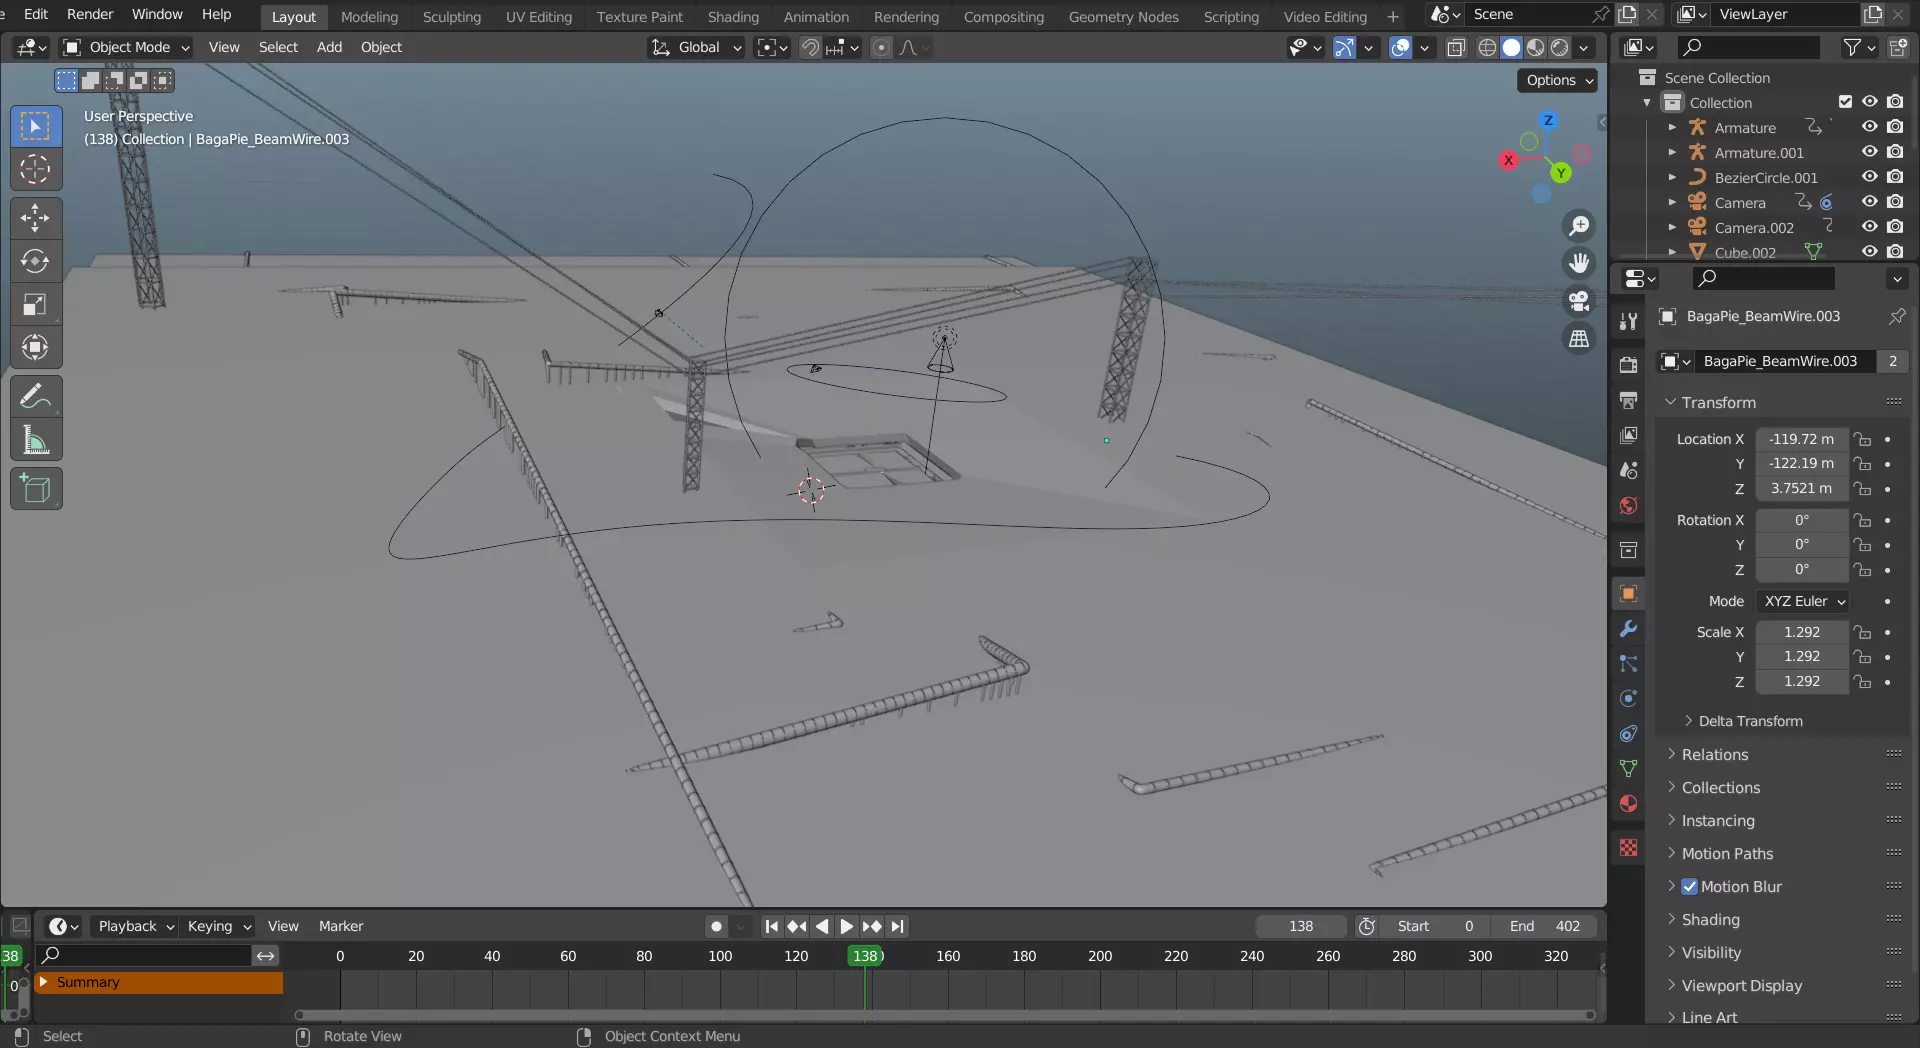 Edit Render Window Help
Layout Modeling Sculpting UV Editing Texture Paint Shading Animation Rendering Compositing Geometry Nodes Scripting Video Editing +
Scene
ViewLayer
Object Mode View Select Add Object
Global
Options
User Perspective
(138) Collection | BagaPie_BeamWire.003
Z
X
Y
Scene Collection
Collection
Armature
Armature.001
BezierCircle.001
Camera
Camera.002
Cube.002
BagaPie_BeamWire.003
BagaPie_BeamWire.003 2
Transform
Location X -119.72 m
Y -122.19 m
Z 3.7521 m
Rotation X 0°
Y 0°
Z 0°
Mode XYZ Euler
Scale X 1.292
Y 1.292
Z 1.292
Delta Transform
Relations
Collections
Instancing
Motion Paths
Motion Blur
Shading
Visibility
Viewport Display
Line Art
Playback Keying View Marker
138 Start 0 End 402
38
0 20 40 60 80 100 120 138 160 180 200 220 240 260 280 300 320
Summary
0
Select Rotate View Object Context Menu